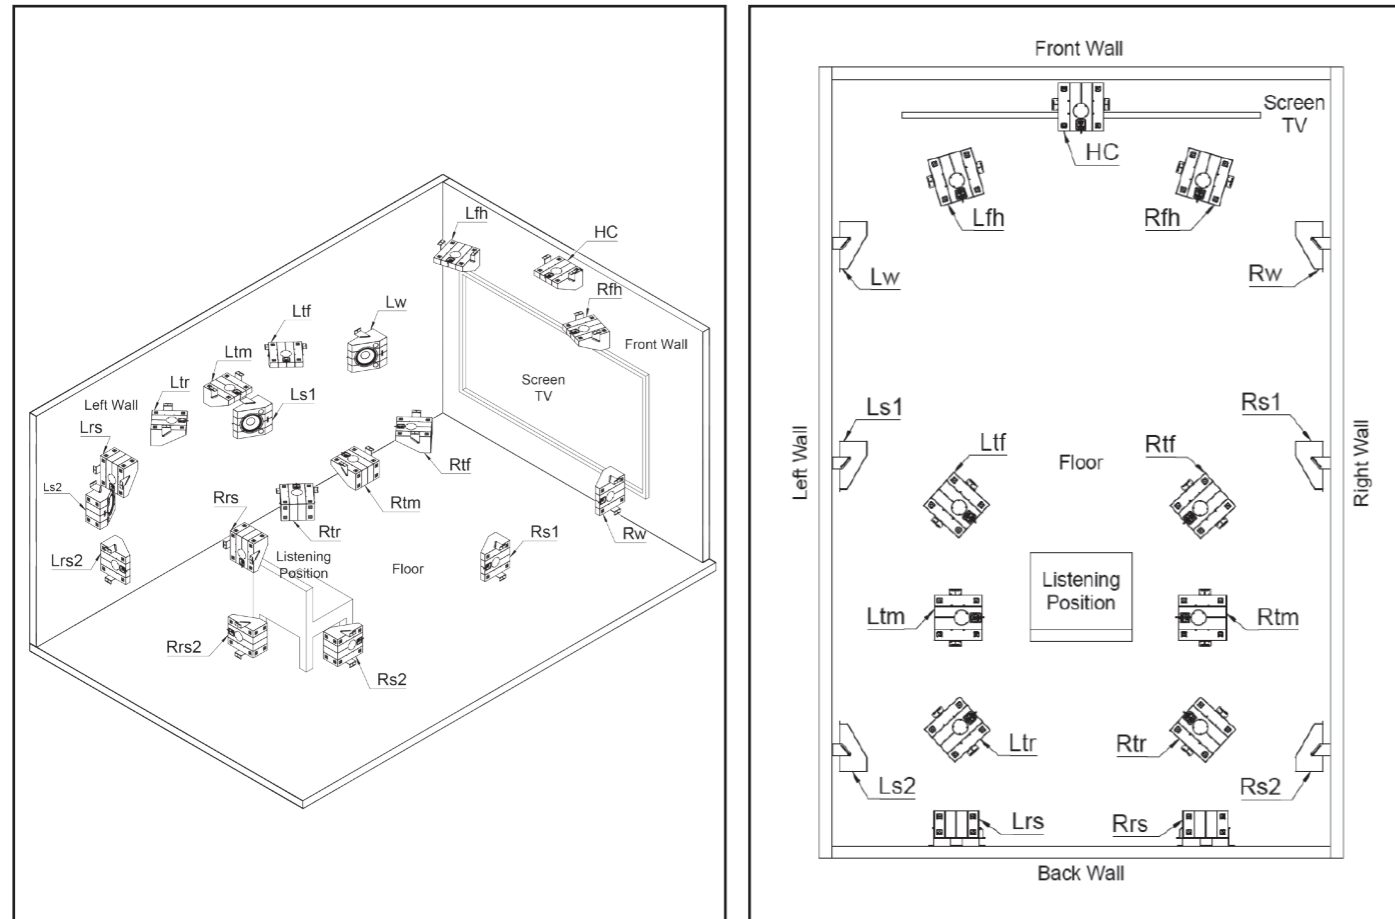 Lfh
HC
Rfh
Lw
Ltf
Front Wall
Ltm
Screen
TV
Ltr
Ls1
Left Wall
Lrs
Rtf
Ls2
Rrs
Rtm
Rtr
Rw
Rs1
Listening
Position
Floor
Lrs2
Rrs2
Rs2
Front Wall
Screen
TV
HC
Lfh
Rfh
Lw
Rw
Ls1
Rs1
Ltf
Floor
Rtf
Left Wall
Right Wall
Listening
Position
Ltm
Rtm
Ltr
Rtr
Ls2
Rs2
Lrs
Rrs
Back Wall